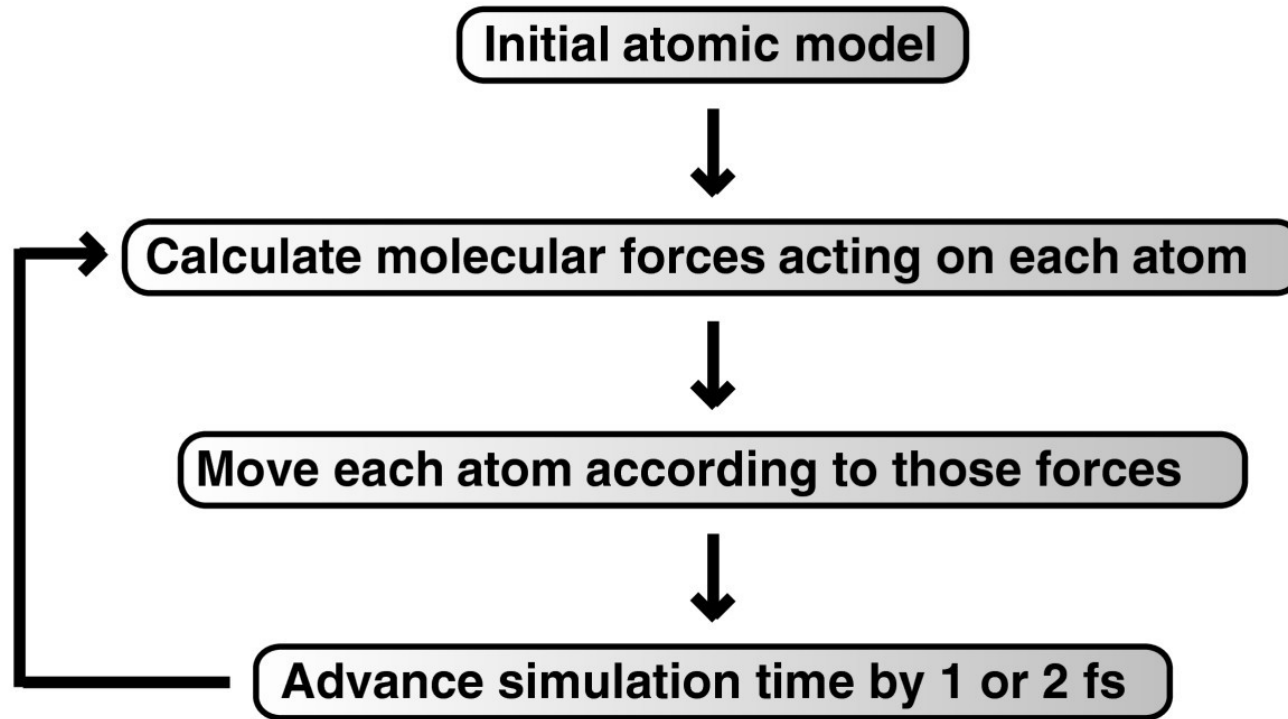 Initial atomic model
Calculate molecular forces acting on each atom
Move each atom according to those forces
Advance simulation time by 1 or 2 fs